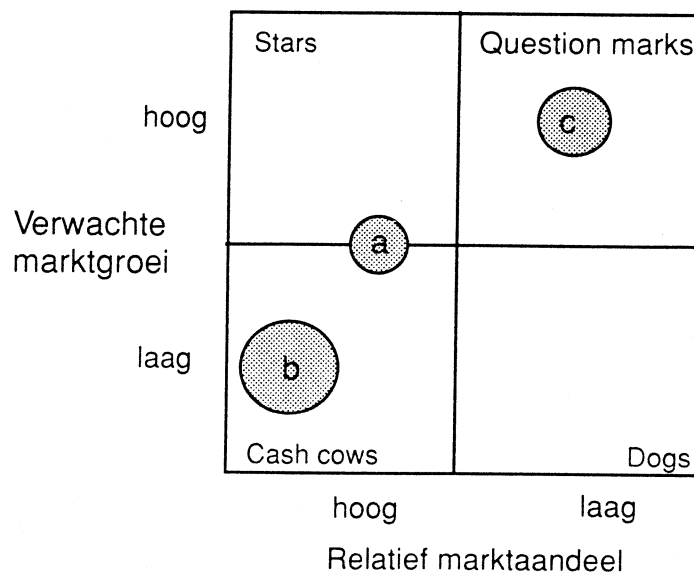 Stars
Question marks
hoog
c
Verwachte
marktgroei
a
laag
b
Cash cows
Dogs
hoog
laag
Relatief marktaandeel